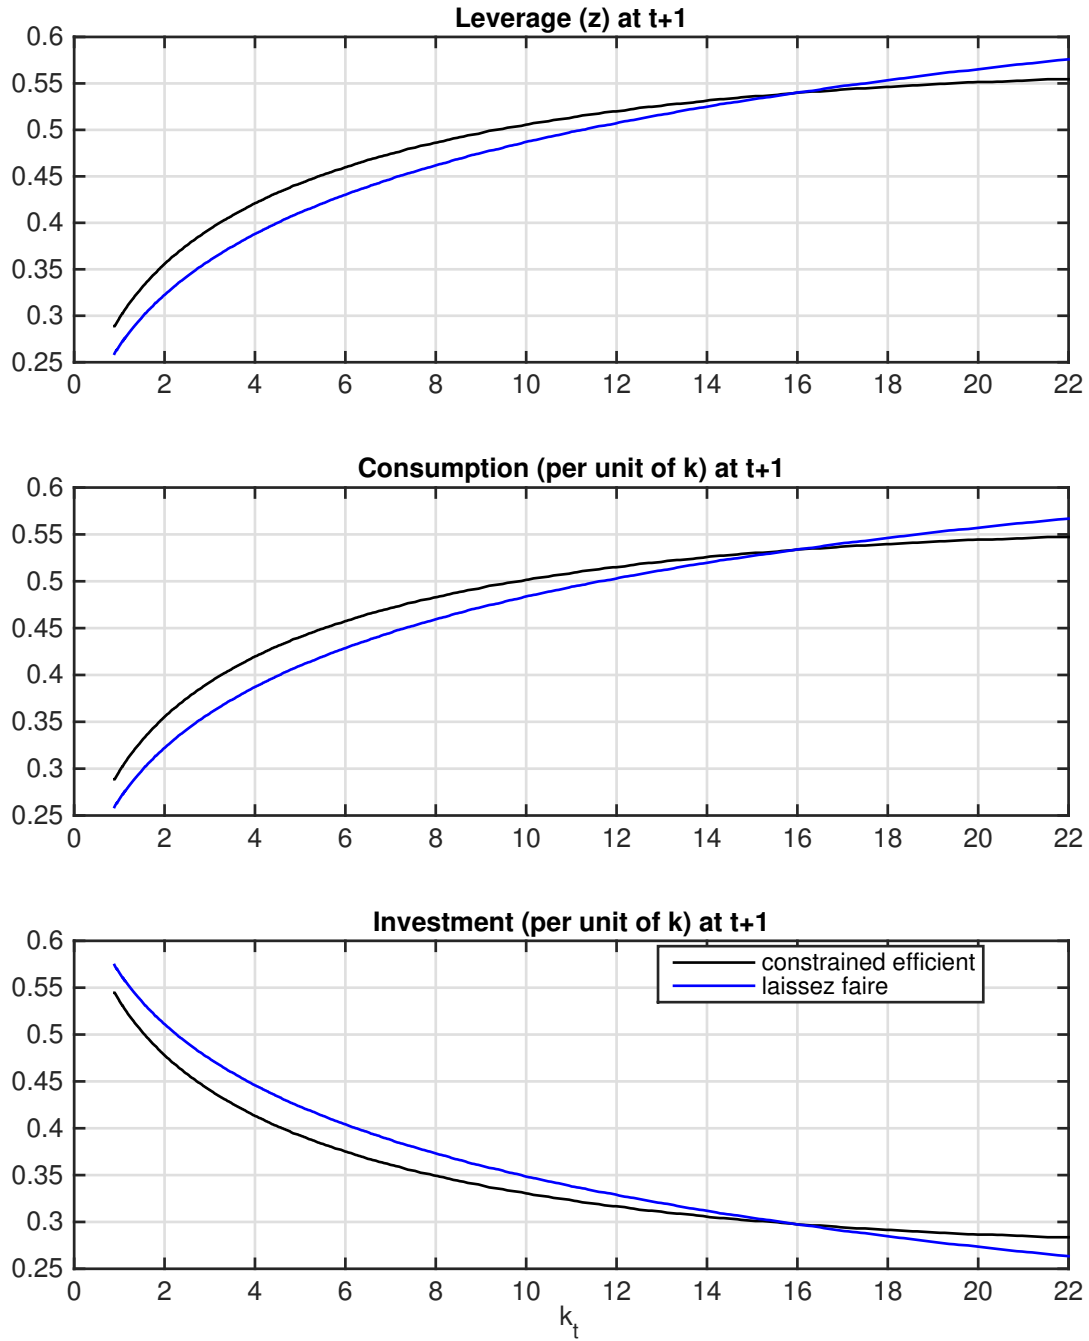 Leverage (z) at t+1
0.6
0.55
0.5
0.45
0.4
0.35
0.3
0.25
0 2 4 6 8 10 12 14 16 18 20 22
Consumption (per unit of k) at t+1
0.6
0.55
0.5
0.45
0.4
0.35
0.3
0.25
0 2 4 6 8 10 12 14 16 18 20 22
Investment (per unit of k) at t+1
0.6
0.55
0.5
0.45
0.4
0.35
0.3
0.25
constrained efficient
laissez faire
0 2 4 6 8 10 12 14 16 18 20 22
k_t